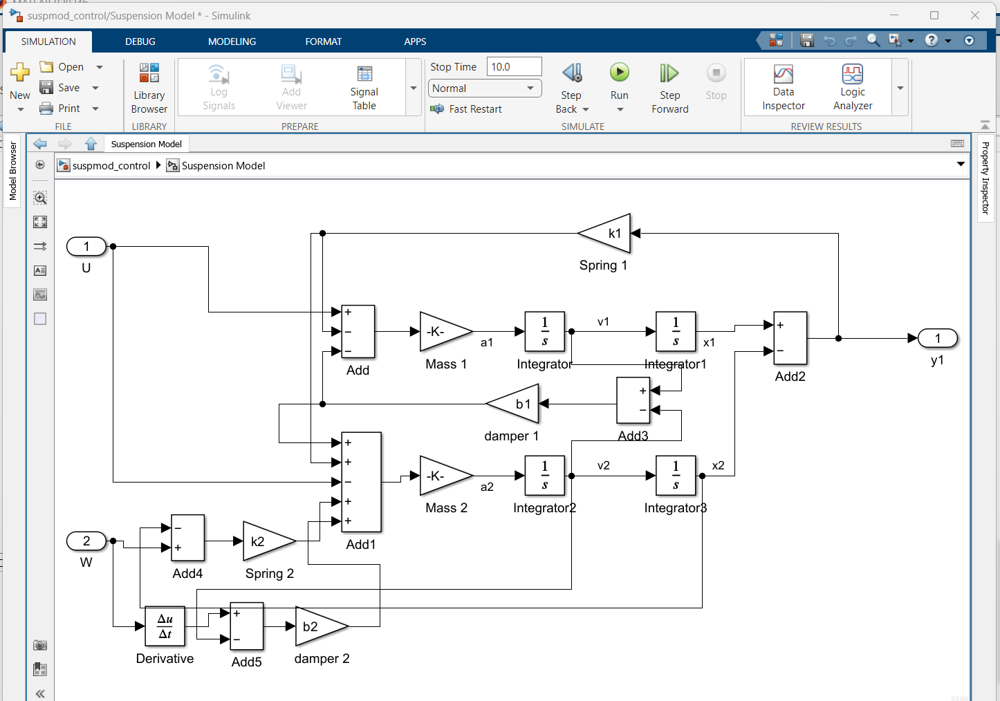 suspmod_control/Suspension Model * - Simulink
SIMULATION DEBUG MODELING FORMAT APPS
New
Open
Save
Print
FILE
Library
Browser
LIBRARY
Log
Signals
Add
Viewer
Signal
Table
PREPARE
Stop Time 10.0
Normal
Fast Restart
Step
Back
Run
Step
Forward
Stop
SIMULATE
Data
Inspector
Logic
Analyzer
REVIEW RESULTS
Model Browser
Property Inspector
Suspension Model
suspmod_control Suspension Model
k1
Spring 1
1
U
+
−
−
Add
-K-
Mass 1
a1
1
s
Integrator
v1
1
s
Integrator1
x1
+
−
Add2
1
y1
b1
damper 1
+
−
Add3
+
+
−
+
+
Add1
-K-
Mass 2
a2
1
s
Integrator2
v2
1
s
Integrator3
x2
2
W
−
+
Add4
k2
Spring 2
Δu
Δt
Derivative
+
−
Add5
b2
damper 2